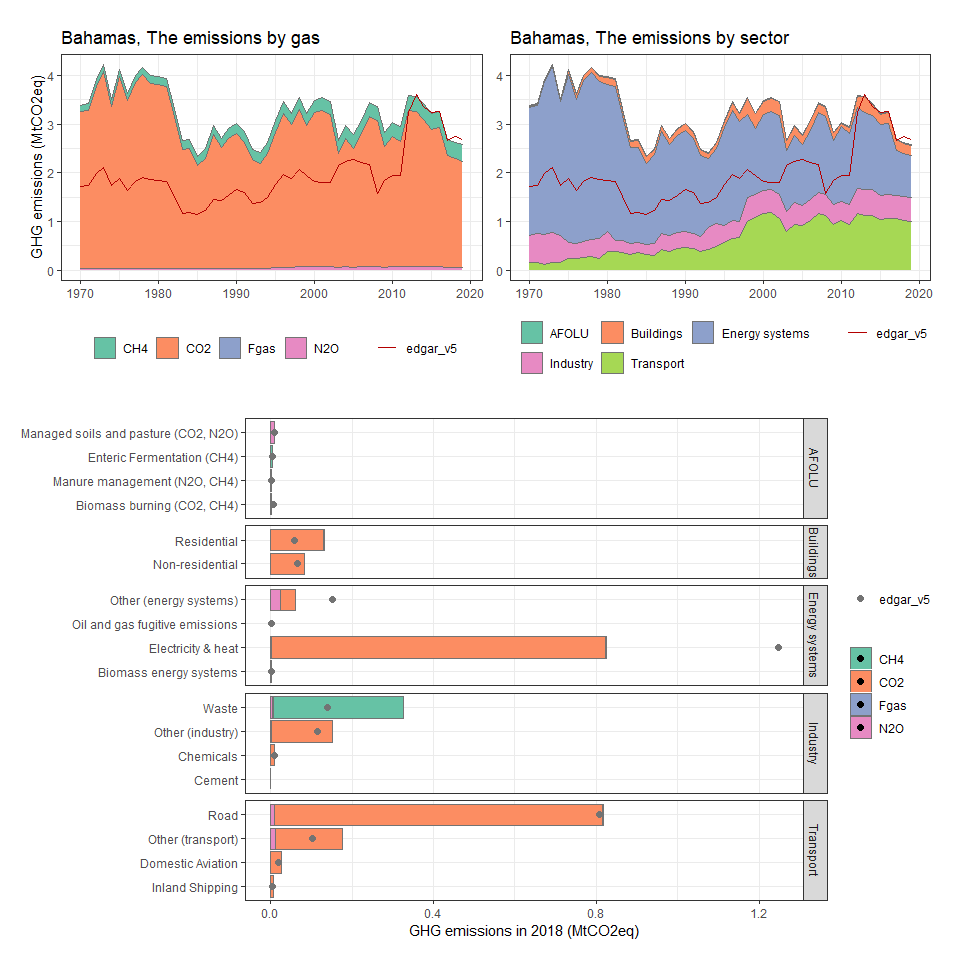 Bahamas, The emissions by gas
GHG emissions (MtCO2eq)
4
3
2
1
0
1970 1980 1990 2000 2010 2020
CH4 CO2 Fgas N2O edgar_v5
Bahamas, The emissions by sector
4
3
2
1
0
1970 1980 1990 2000 2010 2020
AFOLU Buildings Energy systems edgar_v5
Industry Transport
Managed soils and pasture (CO2, N2O)
Enteric Fermentation (CH4)
Manure management (N2O, CH4)
Biomass burning (CO2, CH4)
AFOLU
Residential
Non-residential
Buildings
Other (energy systems)
Oil and gas fugitive emissions
Electricity & heat
Biomass energy systems
Energy systems
Waste
Other (industry)
Chemicals
Cement
Industry
Road
Other (transport)
Domestic Aviation
Inland Shipping
Transport
0.0 0.4 0.8 1.2
GHG emissions in 2018 (MtCO2eq)
edgar_v5
CH4
CO2
Fgas
N2O